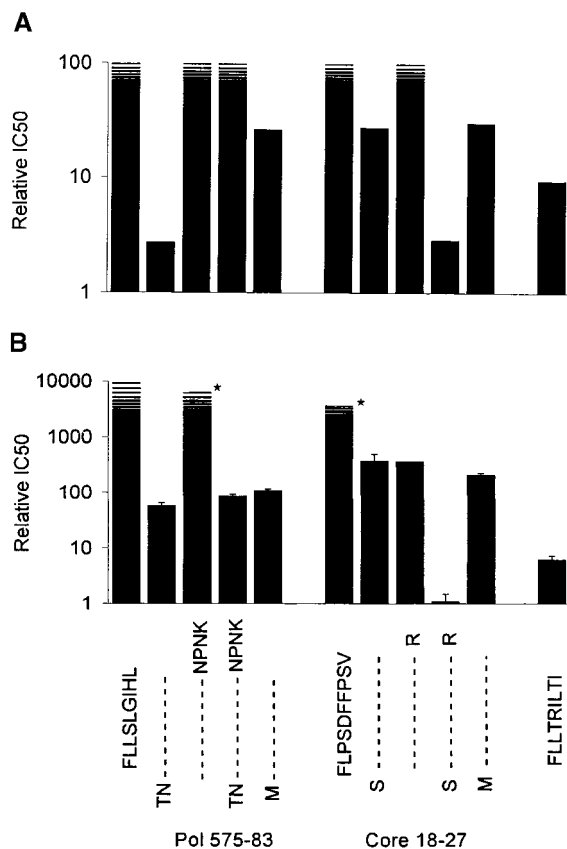 A
Relative IC50
100
10
1
B
Relative IC50
10000
1000
100
10
1
FLLSLGIHL
TN---------
---------NPNK
TN---------NPNK
M---------
FLPSDFFPSV
S---------
---------R
S---------R
M---------
FLLTRILTI
Pol 575-83
Core 18-27